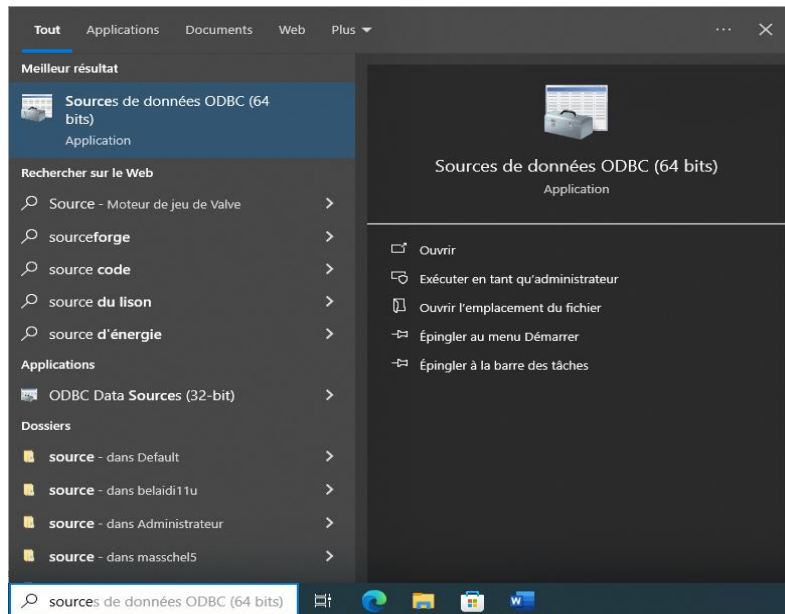 Tout Applications Documents Web Plus
Meilleur résultat
Sources de données ODBC (64
bits)
Application
Rechercher sur le Web
Source - Moteur de jeu de Valve
sourceforge
source code
source du lison
source d'énergie
Applications
ODBC Data Sources (32-bit)
Dossiers
source - dans Default
source - dans belaidi11u
source - dans Administrateur
source - dans masschel5
Sources de données ODBC (64 bits)
Application
Ouvrir
Exécuter en tant qu'administrateur
Ouvrir l'emplacement du fichier
Épingler au menu Démarrer
Épingler à la barre des tâches
sources de données ODBC (64 bits)
W